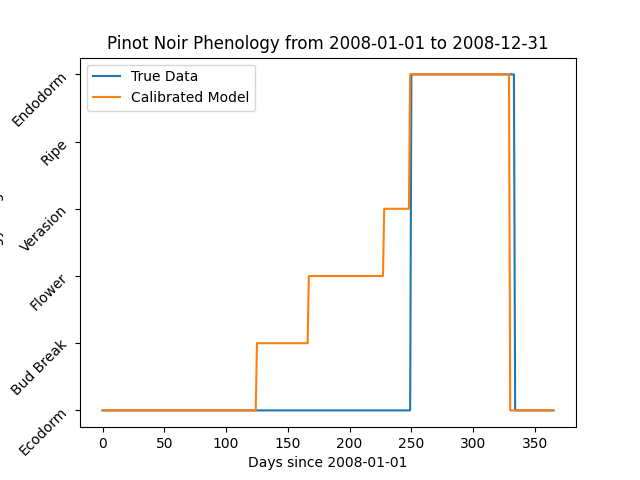 Pinot Noir Phenology from 2008-01-01 to 2008-12-31
True Data
Calibrated Model
Endodorm
Ripe
Verasion
Flower
Bud Break
Ecodorm
0 50 100 150 200 250 300 350
Days since 2008-01-01